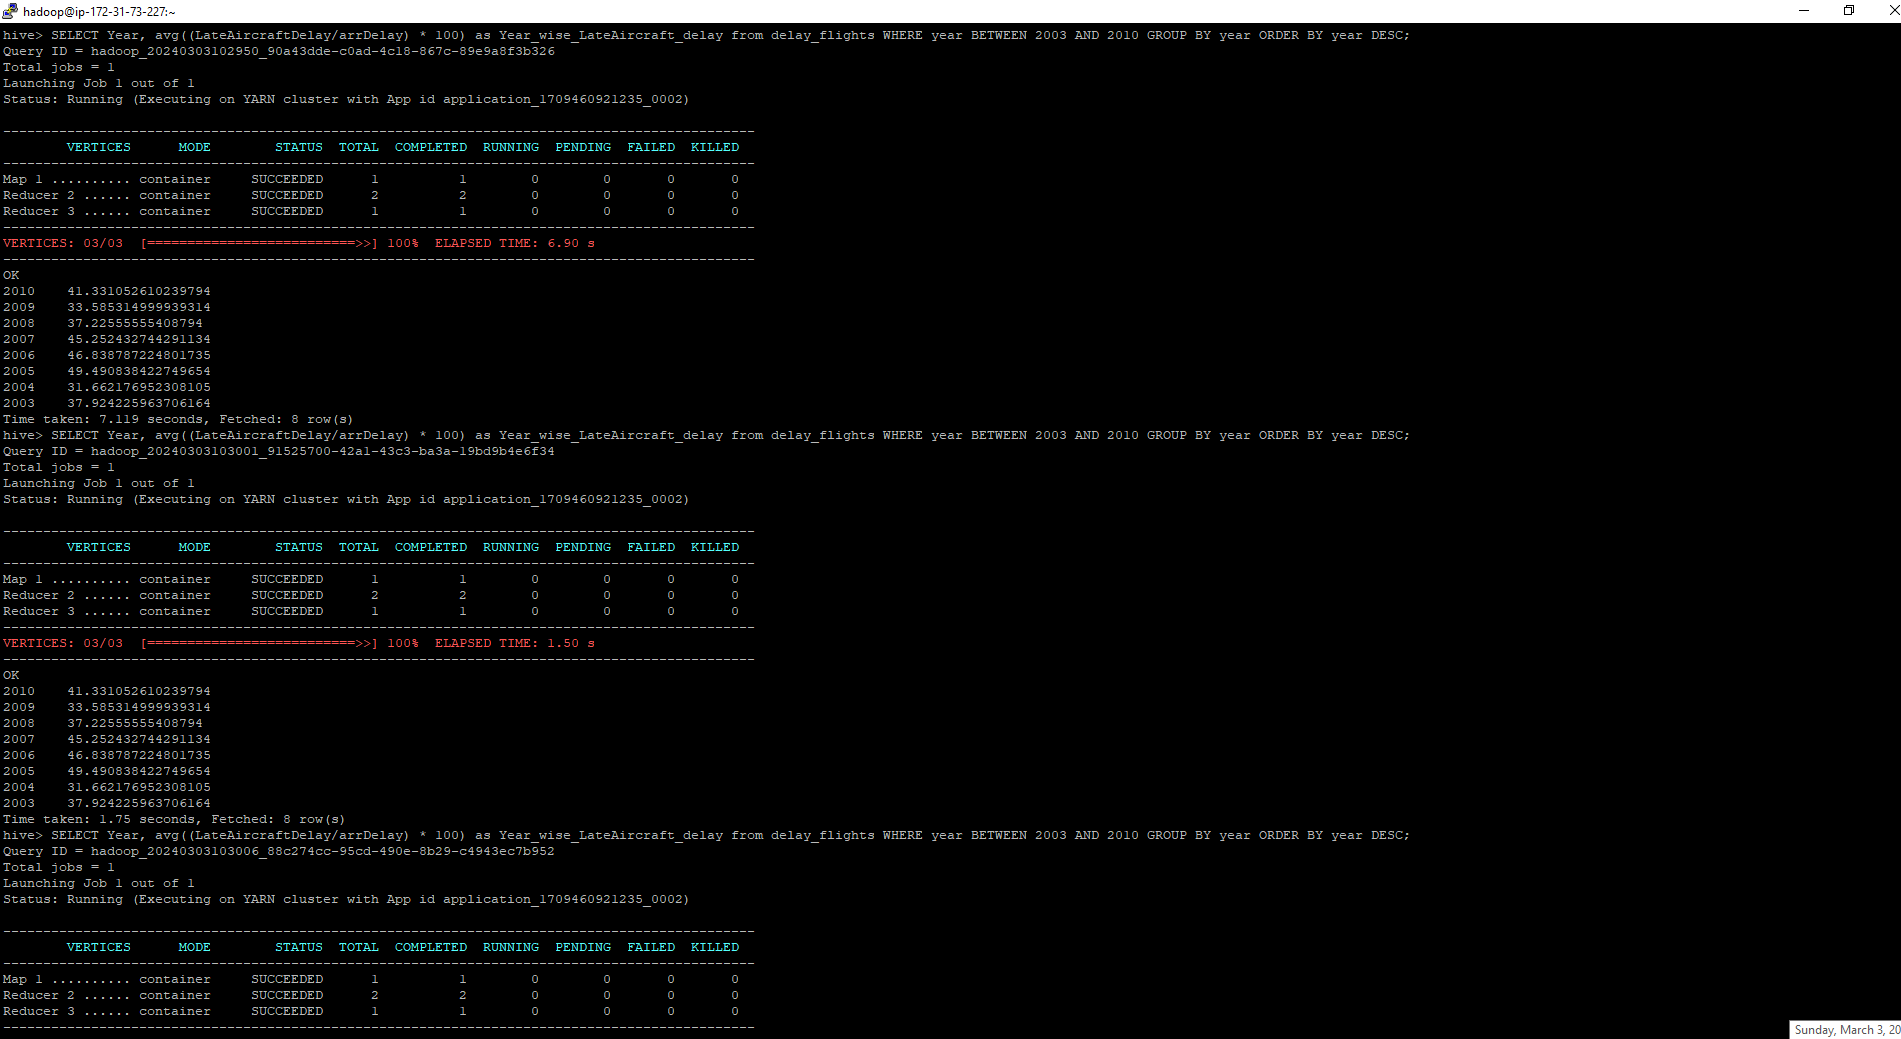 hadoop@ip-172-31-73-227:~
hive> SELECT Year, avg((LateAircraftDelay/arrDelay) * 100) as Year_wise_LateAircraft_delay from delay_flights WHERE year BETWEEN 2003 AND 2010 GROUP BY year ORDER BY year DESC;
Query ID = hadoop_20240303102950_90a43dde-c0ad-4c18-867c-89e9a8f3b326
Total jobs = 1
Launching Job 1 out of 1
Status: Running (Executing on YARN cluster with App id application_1709460921235_0002)
----------------------------------------------------------------------------------------------
        VERTICES      MODE        STATUS  TOTAL  COMPLETED  RUNNING  PENDING  FAILED  KILLED
----------------------------------------------------------------------------------------------
Map 1 .......... container     SUCCEEDED      1          1        0        0       0       0
Reducer 2 ...... container     SUCCEEDED      2          2        0        0       0       0
Reducer 3 ...... container     SUCCEEDED      1          1        0        0       0       0
----------------------------------------------------------------------------------------------
VERTICES: 03/03  [==========================>>] 100%  ELAPSED TIME: 6.90 s
----------------------------------------------------------------------------------------------
OK
2010    41.331052610239794
2009    33.585314999939314
2008    37.22555555408794
2007    45.252432744291134
2006    46.838787224801735
2005    49.490838422749654
2004    31.662176952308105
2003    37.924225963706164
Time taken: 7.119 seconds, Fetched: 8 row(s)
hive> SELECT Year, avg((LateAircraftDelay/arrDelay) * 100) as Year_wise_LateAircraft_delay from delay_flights WHERE year BETWEEN 2003 AND 2010 GROUP BY year ORDER BY year DESC;
Query ID = hadoop_20240303103001_91525700-42a1-43c3-ba3a-19bd9b4e6f34
Total jobs = 1
Launching Job 1 out of 1
Status: Running (Executing on YARN cluster with App id application_1709460921235_0002)
----------------------------------------------------------------------------------------------
        VERTICES      MODE        STATUS  TOTAL  COMPLETED  RUNNING  PENDING  FAILED  KILLED
----------------------------------------------------------------------------------------------
Map 1 .......... container     SUCCEEDED      1          1        0        0       0       0
Reducer 2 ...... container     SUCCEEDED      2          2        0        0       0       0
Reducer 3 ...... container     SUCCEEDED      1          1        0        0       0       0
----------------------------------------------------------------------------------------------
VERTICES: 03/03  [==========================>>] 100%  ELAPSED TIME: 1.50 s
----------------------------------------------------------------------------------------------
OK
2010    41.331052610239794
2009    33.585314999939314
2008    37.22555555408794
2007    45.252432744291134
2006    46.838787224801735
2005    49.490838422749654
2004    31.662176952308105
2003    37.924225963706164
Time taken: 1.75 seconds, Fetched: 8 row(s)
hive> SELECT Year, avg((LateAircraftDelay/arrDelay) * 100) as Year_wise_LateAircraft_delay from delay_flights WHERE year BETWEEN 2003 AND 2010 GROUP BY year ORDER BY year DESC;
Query ID = hadoop_20240303103006_88c274cc-95cd-490e-8b29-c4943ec7b952
Total jobs = 1
Launching Job 1 out of 1
Status: Running (Executing on YARN cluster with App id application_1709460921235_0002)
----------------------------------------------------------------------------------------------
        VERTICES      MODE        STATUS  TOTAL  COMPLETED  RUNNING  PENDING  FAILED  KILLED
----------------------------------------------------------------------------------------------
Map 1 .......... container     SUCCEEDED      1          1        0        0       0       0
Reducer 2 ...... container     SUCCEEDED      2          2        0        0       0       0
Reducer 3 ...... container     SUCCEEDED      1          1        0        0       0       0
----------------------------------------------------------------------------------------------
Sunday, March 3, 20